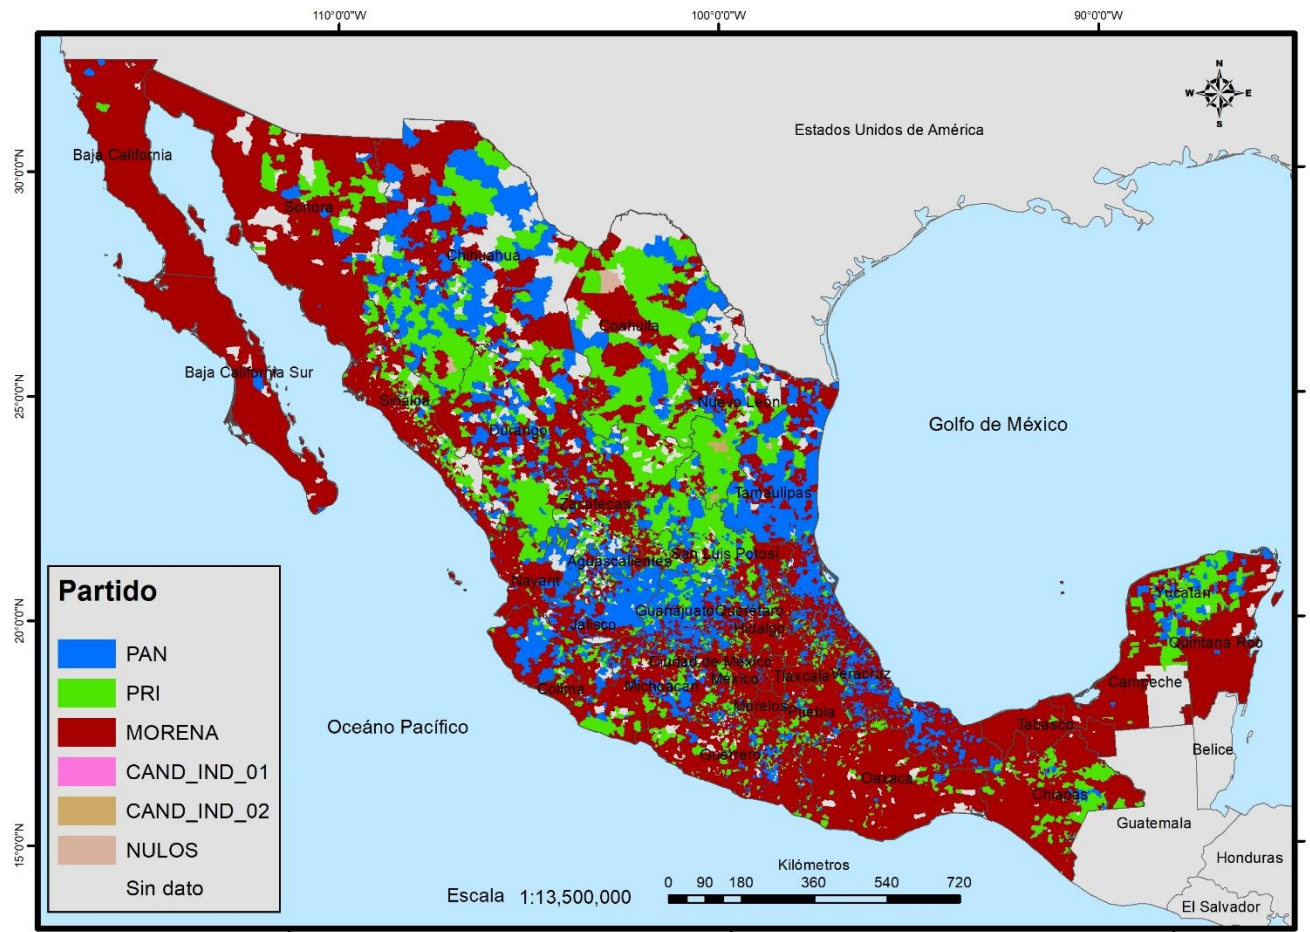 110°0'0"W
100°0'0"W
90°0'0"W
N
W
E
S
Estados Unidos de América
Baja California
30°0'0"N
Sonora
Chihuahua
Coahuila
Baja California Sur
25°0'0"N
Sinaloa
Nuevo León
Durango
Golfo de México
Tamaulipas
Zacatecas
San Luis Potosí
Aguascalientes
Nayarit
Partido
PAN
PRI
MORENA
CAND_IND_01
CAND_IND_02
NULOS
Sin dato
Yucatán
20°0'0"N
Guanajuato
Querétaro
Jalisco
Hidalgo
Quintana Roo
Ciudad de México
México
Tlaxcala
Veracruz
Colima
Michoacán
Campeche
Morelos
Puebla
Océano Pacífico
Tabasco
Guerrero
Belice
Oaxaca
Chiapas
Guatemala
15°0'0"N
Honduras
Kilómetros
Escala 1:13,500,000
0 90 180 360 540 720
El Salvador